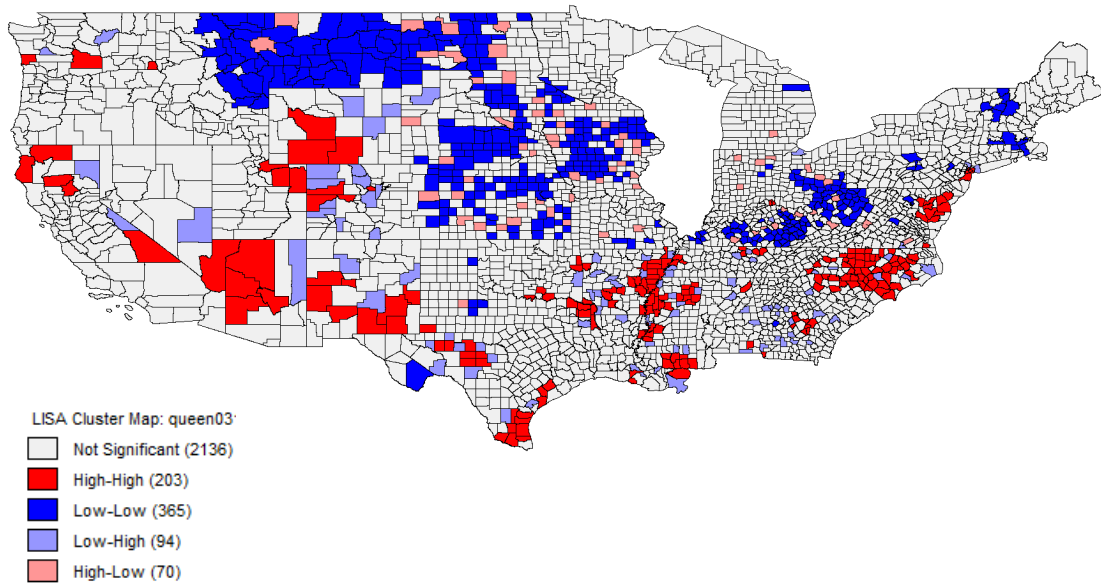 LISA Cluster Map: queen03
Not Significant (2136)
High-High (203)
Low-Low (365)
Low-High (94)
High-Low (70)